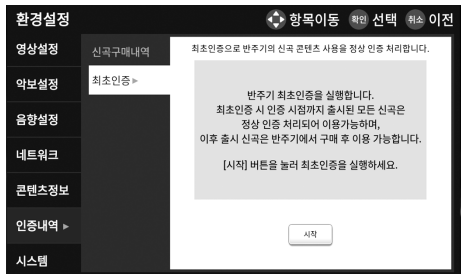 환경설정 항목이동 확인 선택 취소 이전
영상설정
악보설정
음향설정
네트워크
콘텐츠정보
인증내역 ▶
시스템
신곡구매내역
최초인증 ▶
최초인증으로 반주기의 신곡 콘텐츠 사용을 정상 인증 처리합니다.
반주기 최초인증을 실행합니다.
최초인증 시 인증 시점까지 출시된 모든 신곡은
정상 인증 처리되어 이용가능하며,
이후 출시 신곡은 반주기에서 구매 후 이용 가능합니다.
[시작] 버튼을 눌러 최초인증을 실행하세요.
시작